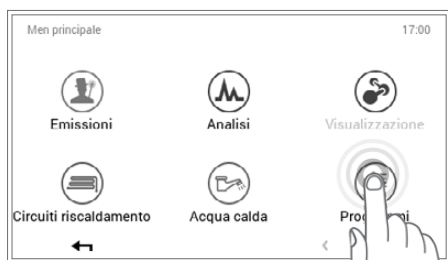 Men principale 17:00
Emissioni Analisi Visualizzazione
Circuiti riscaldamento Acqua calda